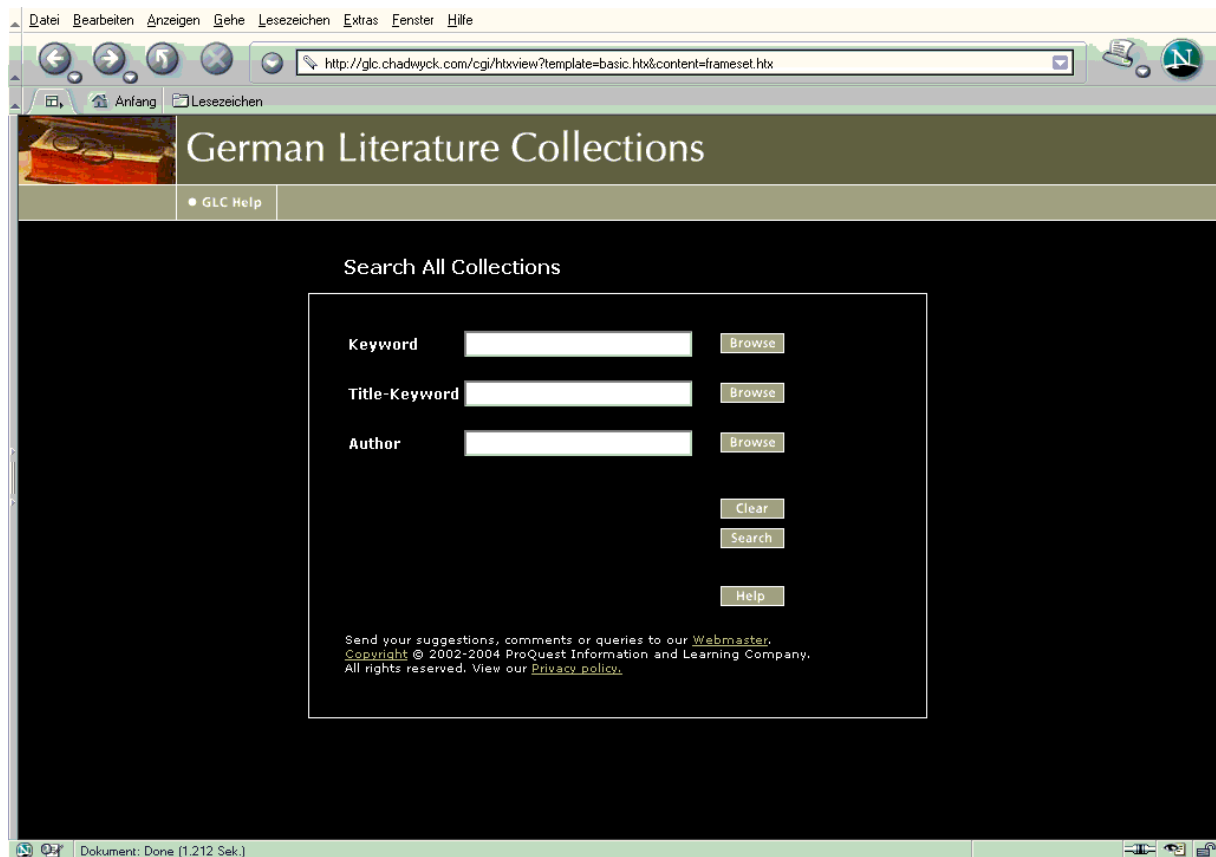 Datei Bearbeiten Anzeigen Gehe Lesezeichen Extras Fenster Hilfe
http://glc.chadwyck.com/cgi/htxview?template=basic.htx&content=frameset.htx
N
Anfang Lesezeichen
German Literature Collections
• GLC Help
Search All Collections
Keyword Browse
Title-Keyword Browse
Author Browse
Clear
Search
Help
Send your suggestions, comments or queries to our Webmaster.
Copyright © 2002-2004 ProQuest Information and Learning Company.
All rights reserved. View our Privacy policy.
N Dokument: Done (1.212 Sek.)